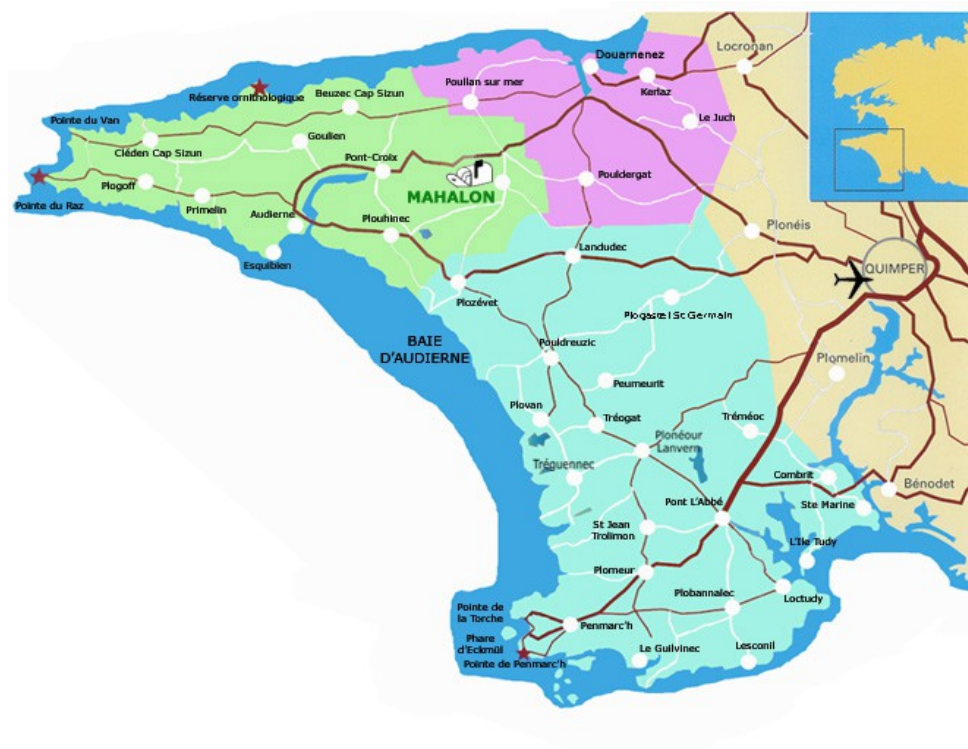 Locronan
Douarnenez
Kerlaz
Poullan sur mer
Beuzec Cap Sizun
Réserve ornithologique
Le Juch
Pointe du Van
Goulien
Cléden Cap Sizun
Pont-Croix
Plogoff
MAHALON
Pouldergat
Pointe du Raz
Primelin
Audierne
Plouhinec
Plonéis
Esquibien
Landudec
QUIMPER
Plozévet
Plogastel St Germain
BAIE
D'AUDIERNE
Pouldreuzic
Plomelin
Peumeurit
Plovan
Tréogat
Tréméoc
Plonéour
Lanvern
Tréguennec
Combrit
Bénodet
Pont L'Abbé
Ste Marine
St Jean
Trolimon
L'Ile Tudy
Plomeur
Plobannalec
Loctudy
Pointe de
la Torche
Penmarc'h
Phare
d'Eckmül
Pointe de Penmarc'h
Le Guilvinec
Lesconil